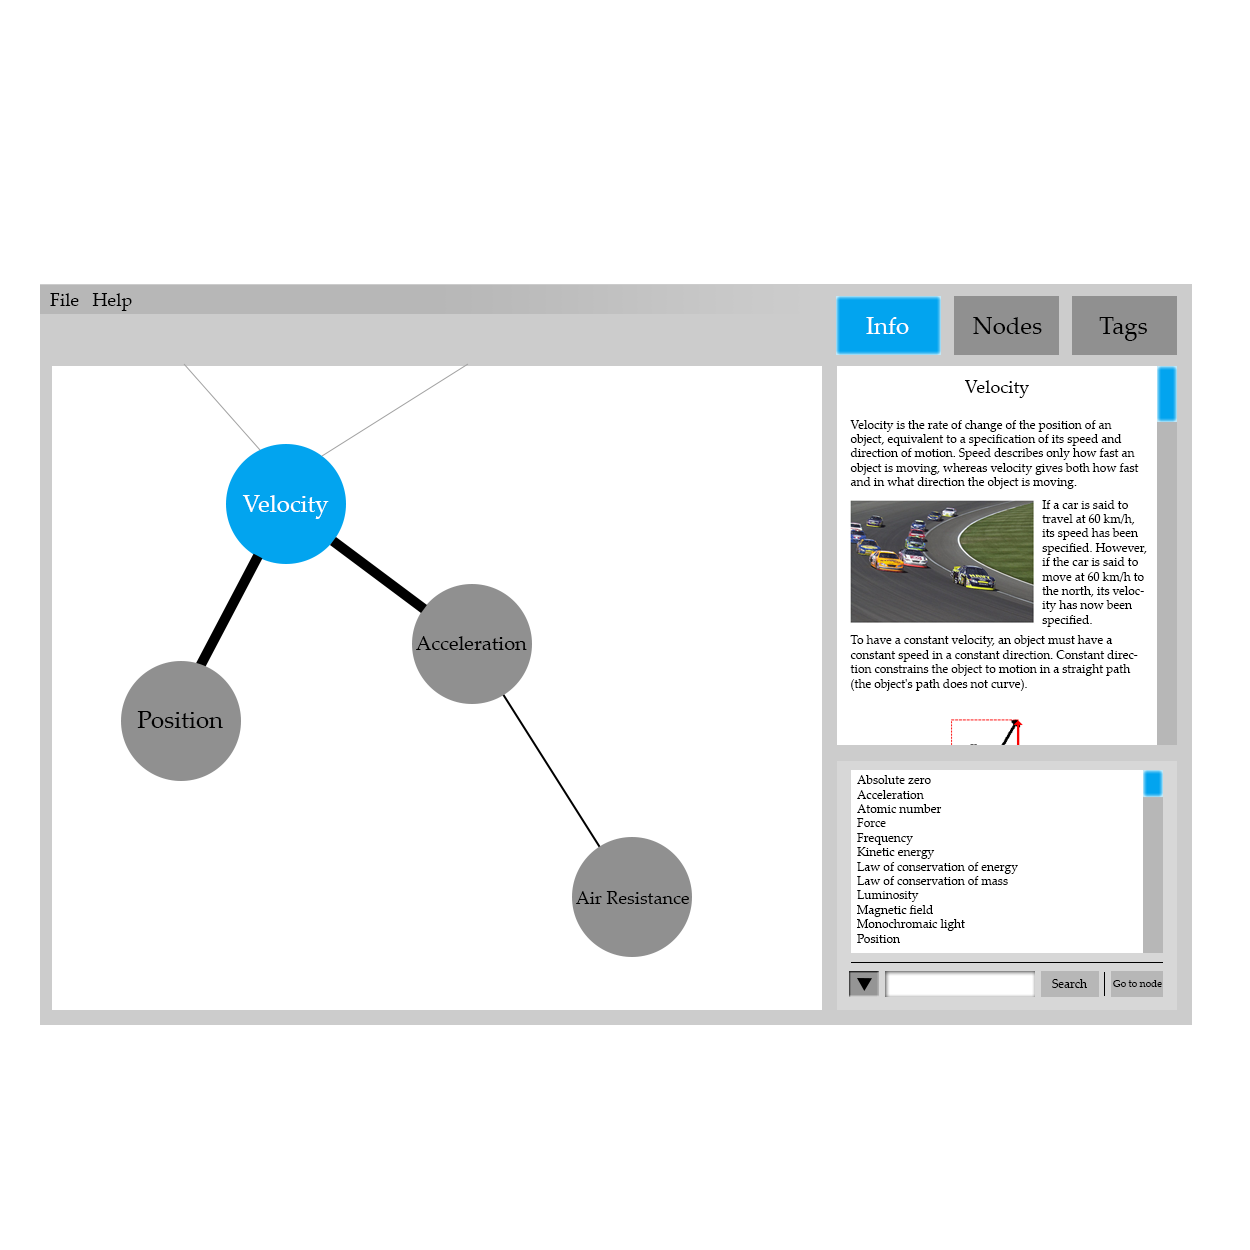 File Help
Info
Nodes
Tags
Velocity
Acceleration
Position
Air Resistance
Velocity
Velocity is the rate of change of the position of an
object, equivalent to a specification of its speed and
direction of motion. Speed describes only how fast an
object is moving, whereas velocity gives both how fast
and in what direction the object is moving.
If a car is said to
travel at 60 km/h,
its speed has been
specified. However,
if the car is said to
move at 60 km/h to
the north, its veloc-
ity has now been
specified.
To have a constant velocity, an object must have a
constant speed in a constant direction. Constant direc-
tion constrains the object to motion in a straight path
(the object's path does not curve).
Absolute zero
Acceleration
Atomic number
Force
Frequency
Kinetic energy
Law of conservation of energy
Law of conservation of mass
Luminosity
Magnetic field
Monochromaic light
Position
Search
Go to node